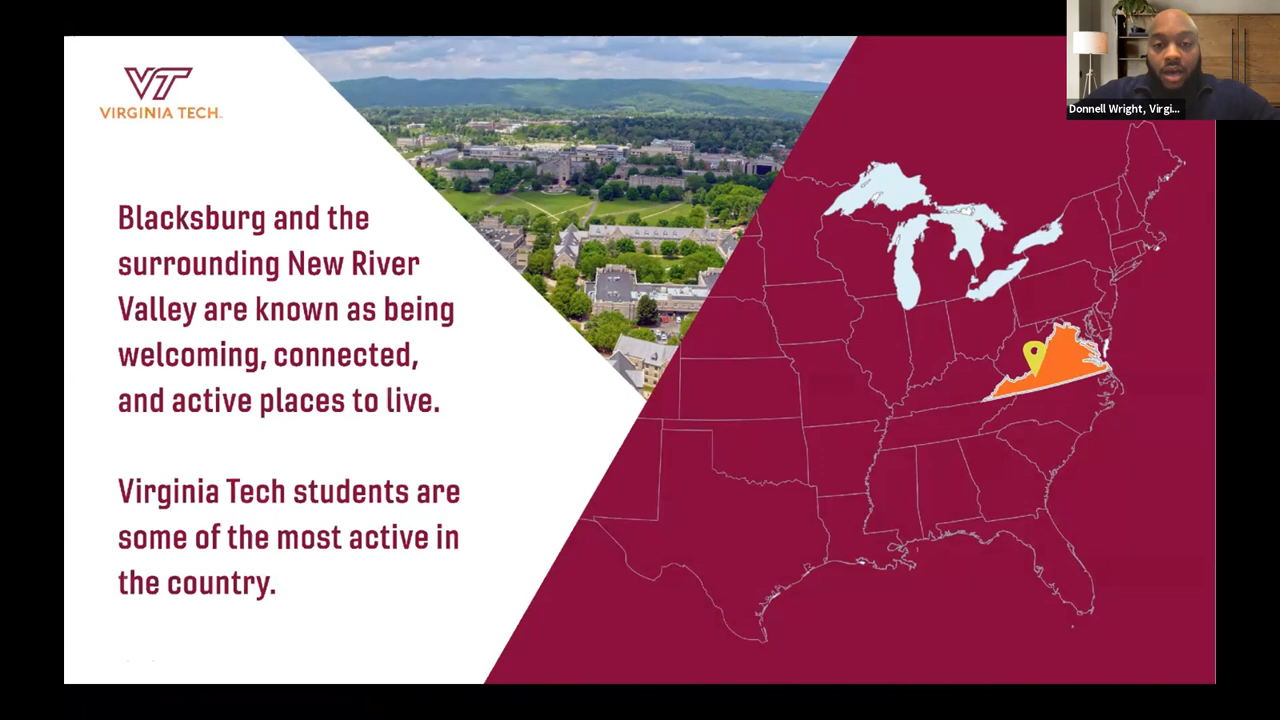 VT
VIRGINIA TECH.
Donnell Wright, Virgi...
Blacksburg and the
surrounding New River
Valley are known as being
welcoming, connected,
and active places to live.
Virginia Tech students are
some of the most active in
the country.